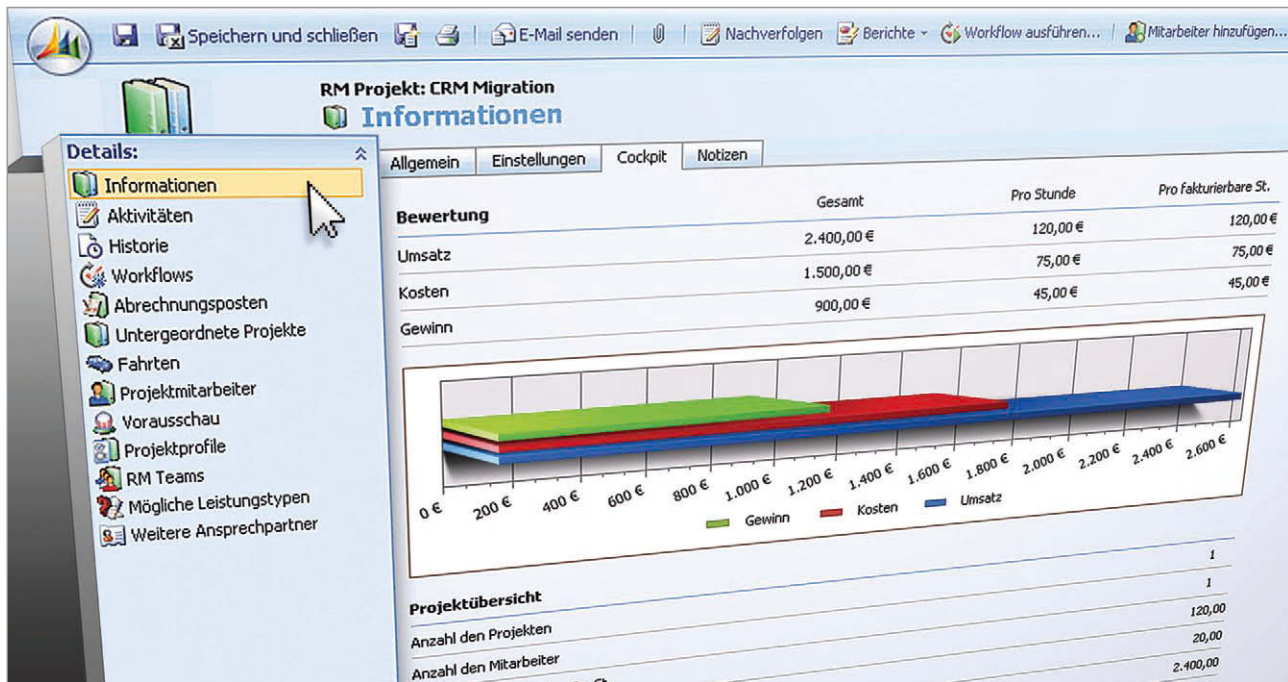 Speichern und schließen E-Mail senden Nachverfolgen Berichte Workflow ausführen... Mitarbeiter hinzufügen...
RM Projekt: CRM Migration
Informationen
Details:
Informationen
Aktivitäten
Historie
Workflows
Abrechnungsposten
Untergeordnete Projekte
Fahrten
Projektmitarbeiter
Vorausschau
Projektprofile
RM Teams
Mögliche Leistungstypen
Weitere Ansprechpartner
Allgemein Einstellungen Cockpit Notizen
Bewertung Gesamt Pro Stunde Pro fakturierbare St.
Umsatz 2.400,00 € 120,00 € 120,00 €
Kosten 1.500,00 € 75,00 € 75,00 €
Gewinn 900,00 € 45,00 € 45,00 €
0 € 200 € 400 € 600 € 800 € 1.000 € 1.200 € 1.400 € 1.600 € 1.800 € 2.000 € 2.200 € 2.400 € 2.600 €
Gewinn Kosten Umsatz
Projektübersicht
Anzahl den Projekten 1
Anzahl den Mitarbeiter 1
120,00
20,00
2.400,00